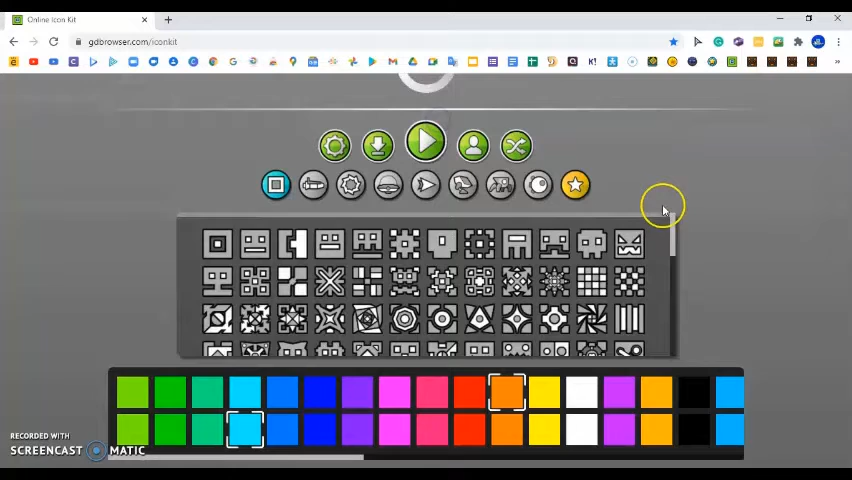 Online Icon Kit
gdbrowser.com/iconkit
RECORDED WITH
SCREENCAST MATIC